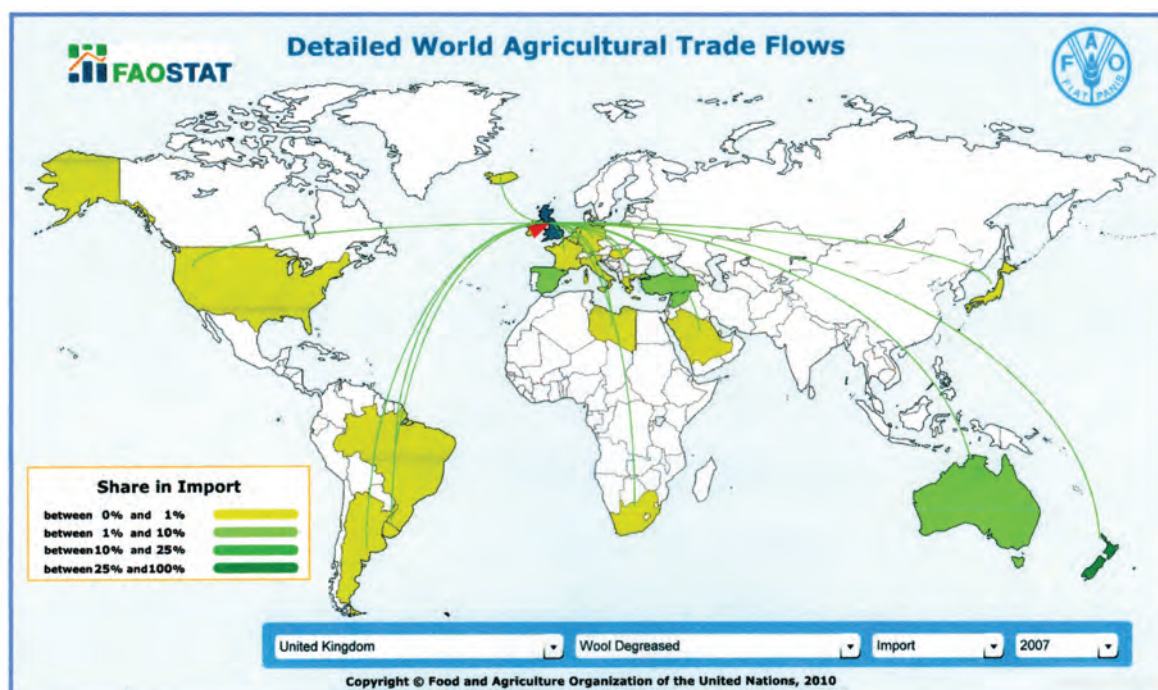 Detailed World Agricultural Trade Flows
FAOSTAT
F A O
FIAT PANIS
Share in Import
between 0% and 1%
between 1% and 10%
between 10% and 25%
between 25% and100%
United Kingdom
Wool Degreased
Import
2007
Copyright © Food and Agriculture Organization of the United Nations, 2010